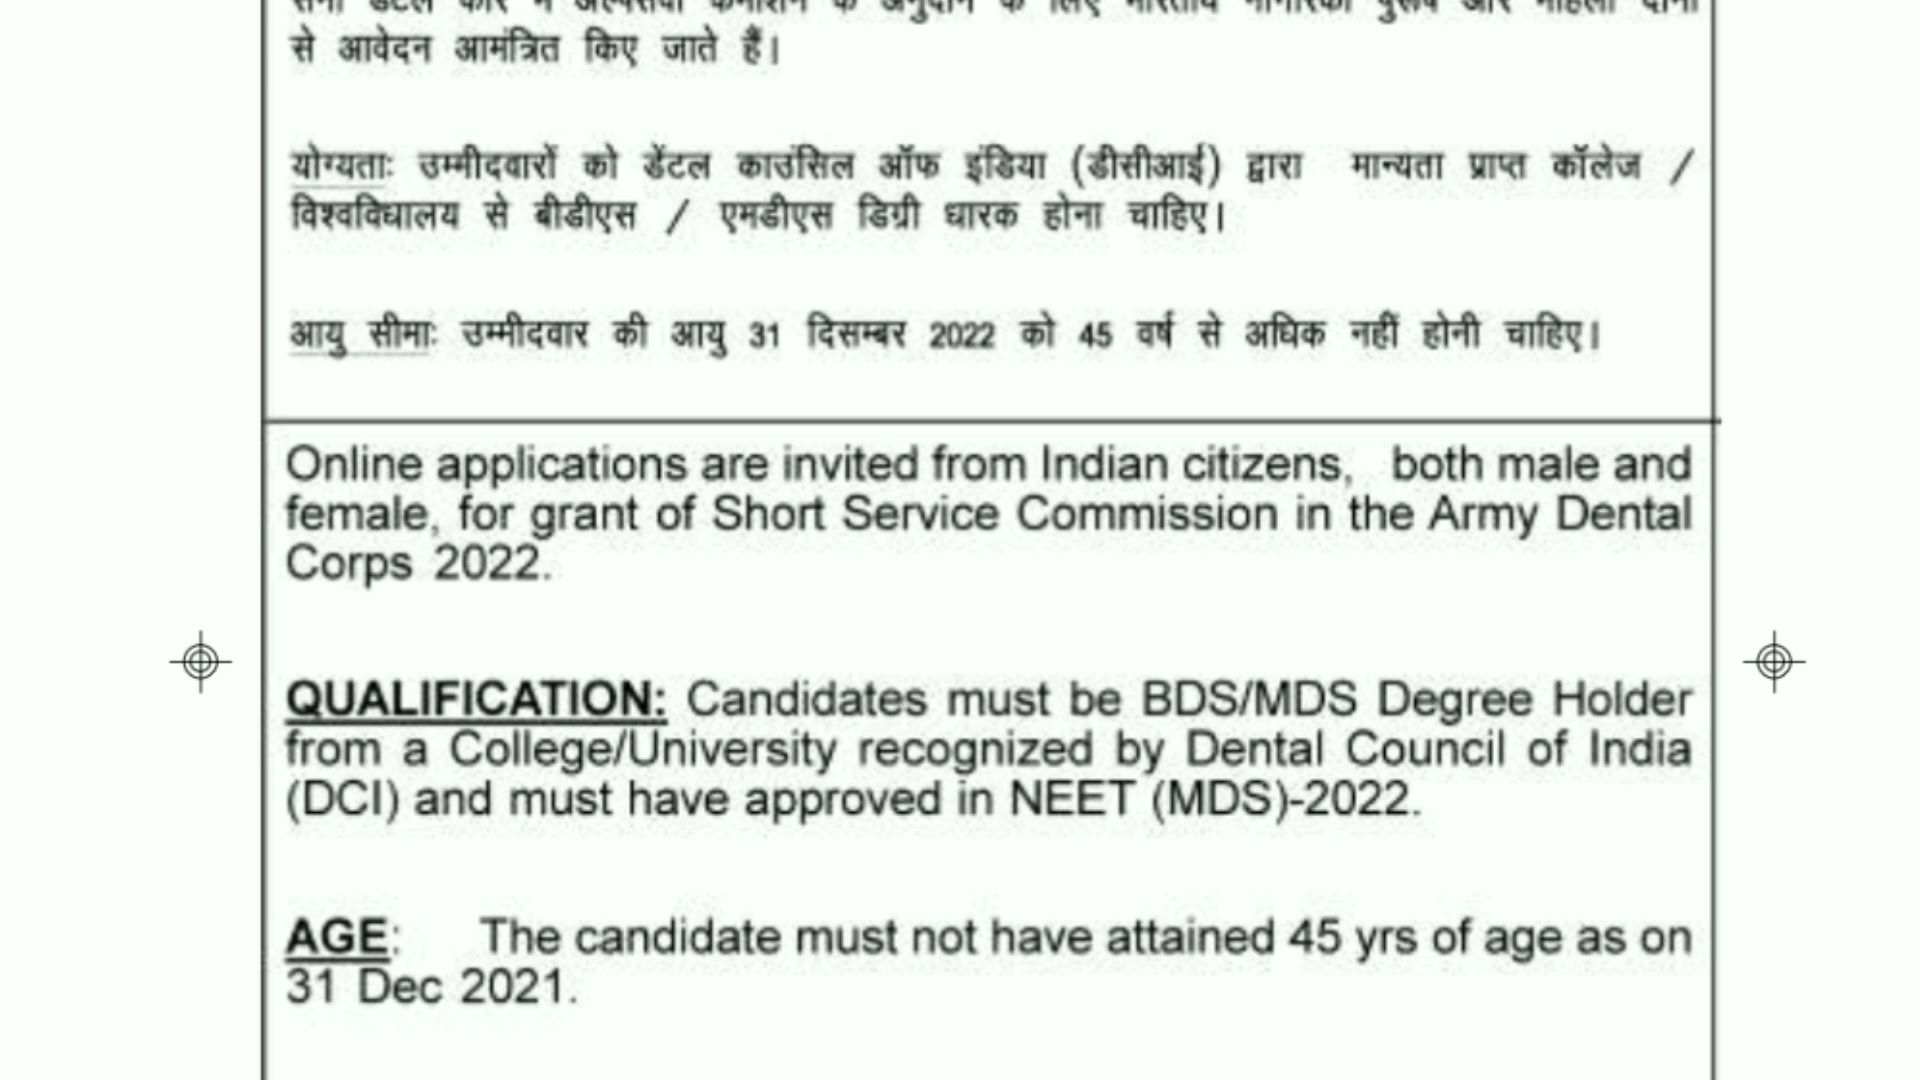 से आवेदन आमंत्रित किए जाते हैं।
योग्यताः उम्मीदवारों को डेंटल काउंसिल ऑफ इंडिया (डीसीआई) द्वारा मान्यता प्राप्त कॉलेज /
विश्वविद्यालय से बीडीएस / एमडीएस डिग्री धारक होना चाहिए।
आयु सीमाः उम्मीदवार की आयु 31 दिसम्बर 2022 को 45 वर्ष से अधिक नहीं होनी चाहिए।
Online applications are invited from Indian citizens, both male and
female, for grant of Short Service Commission in the Army Dental
Corps 2022.
QUALIFICATION: Candidates must be BDS/MDS Degree Holder
from a College/University recognized by Dental Council of India
(DCI) and must have approved in NEET (MDS)-2022.
AGE: The candidate must not have attained 45 yrs of age as on
31 Dec 2021.